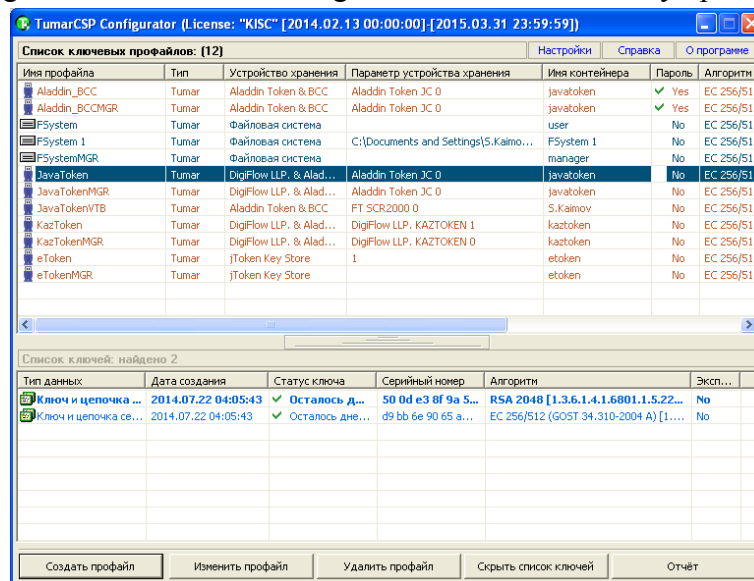 TumarCSP Configurator (License: "KISC" [2014.02.13 00:00:00]-[2015.03.31 23:59:59])
Список ключевых профайлов: (12) Настройки Справка О программе
Имя профайла Тип Устройство хранения Параметр устройства хранения Имя контейнера Пароль Алгоритм
Aladdin_BCC Tumar Aladdin Token & BCC Aladdin Token JC 0 javatoken Yes EC 256/51
Aladdin_BCCMGR Tumar Aladdin Token & BCC Aladdin Token JC 0 javatoken Yes EC 256/51
FSystem Tumar Файловая система user No EC 256/51
FSystem 1 Tumar Файловая система C:\Documents and Settings\S.Kaimo... FSystem 1 No EC 256/51
FSystemMGR Tumar Файловая система manager No EC 256/51
JavaToken Tumar DigiFlow LLP. & Alad... Aladdin Token JC 0 javatoken No EC 256/51
JavaTokenMGR Tumar DigiFlow LLP. & Alad... Aladdin Token JC 0 javatoken No EC 256/51
JavaTokenVTB Tumar Aladdin Token & BCC FT SCR2000 0 S.Kaimov No EC 256/51
KazToken Tumar DigiFlow LLP. & Alad... DigiFlow LLP. KAZTOKEN 1 kaztoken No EC 256/51
KazTokenMGR Tumar DigiFlow LLP. & Alad... DigiFlow LLP. KAZTOKEN 0 kaztoken No EC 256/51
eToken Tumar jToken Key Store 1 etoken No EC 256/51
eTokenMGR Tumar jToken Key Store etoken No EC 256/51
Список ключей: найдено 2
Тип данных Дата создания Статус ключа Серийный номер Алгоритм Эксп...
Ключ и цепочка ... 2014.07.22 04:05:43 Осталось д... 50 0d e3 8f 9a 5... RSA 2048 [1.3.6.1.4.1.6801.1.5.22... No
Ключ и цепочка се... 2014.07.22 04:05:43 Осталось дне... d9 bb 6e 90 65 a... EC 256/512 (GOST 34.310-2004 A) [1.... No
Создать профайл Изменить профайл Удалить профайл Скрыть список ключей Отчёт